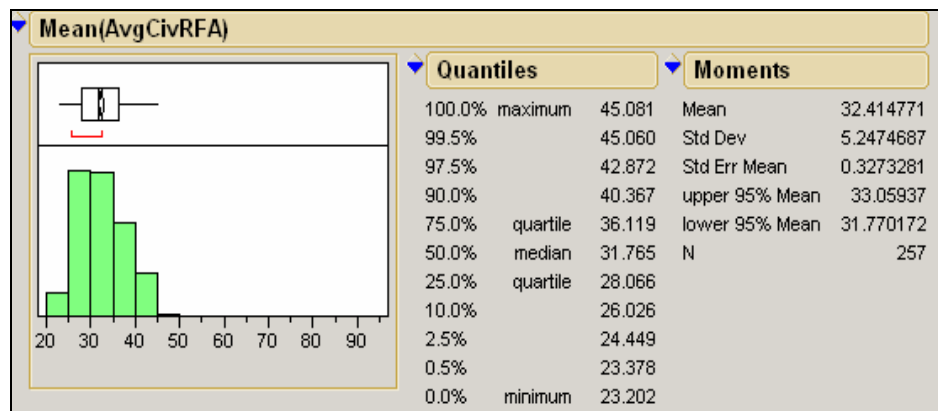 Mean(AvgCivRFA)
20 30 40 50 60 70 80 90
Quantiles
100.0% maximum 45.081
99.5% 45.060
97.5% 42.872
90.0% 40.367
75.0% quartile 36.119
50.0% median 31.765
25.0% quartile 28.066
10.0% 26.026
2.5% 24.449
0.5% 23.378
0.0% minimum 23.202
Moments
Mean 32.414771
Std Dev 5.2474687
Std Err Mean 0.3273281
upper 95% Mean 33.05937
lower 95% Mean 31.770172
N 257